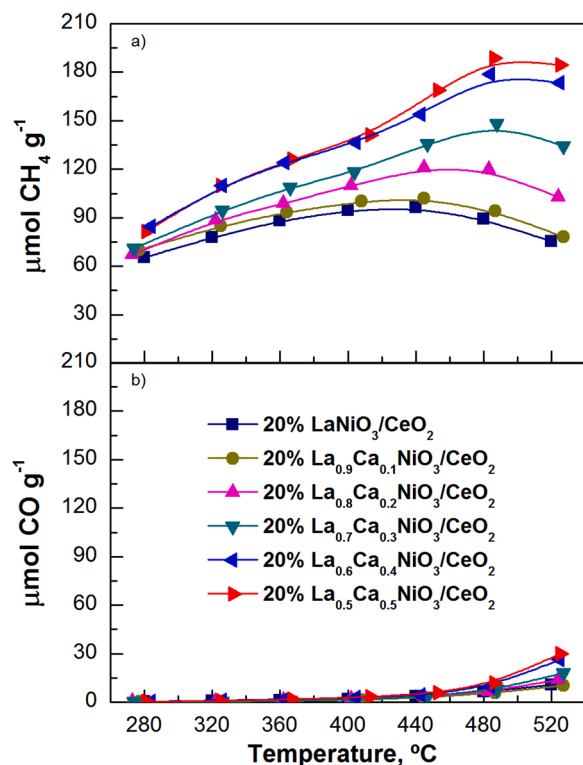 210
a)
180
150
120
90
60
30
μmol CH₄ g⁻¹
210
b)
180
150
120
90
60
30
0
μmol CO g⁻¹
20% LaNiO₃/CeO₂
20% La₀.₉Ca₀.₁NiO₃/CeO₂
20% La₀.₈Ca₀.₂NiO₃/CeO₂
20% La₀.₇Ca₀.₃NiO₃/CeO₂
20% La₀.₆Ca₀.₄NiO₃/CeO₂
20% La₀.₅Ca₀.₅NiO₃/CeO₂
280 320 360 400 440 480 520
Temperature, ºC